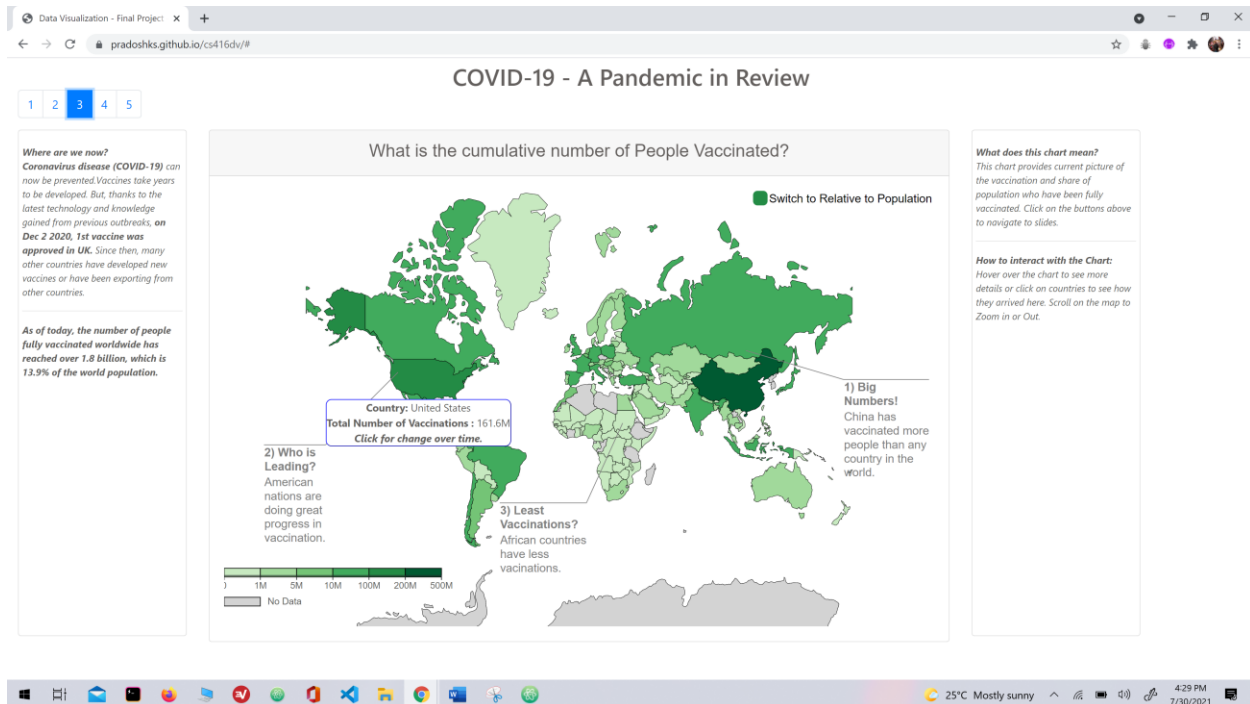 Data Visualization - Final Project
pradoshks.github.io/cs416dv/#
COVID-19 - A Pandemic in Review
1 2 3 4 5
Where are we now?
Coronavirus disease (COVID-19) can
now be prevented.Vaccines take years
to be developed. But, thanks to the
latest technology and knowledge
gained from previous outbreaks, on
Dec 2 2020, 1st vaccine was
approved in UK. Since then, many
other countries have developed new
vaccines or have been exporting from
other countries.
As of today, the number of people
fully vaccinated worldwide has
reached over 1.8 billion, which is
13.9% of the world population.
What is the cumulative number of People Vaccinated?
Switch to Relative to Population
Country: United States
Total Number of Vaccinations : 161.6M
Click for change over time.
1) Big
Numbers!
China has
vaccinated more
people than any
country in the
world.
2) Who is
Leading?
American
nations are
doing great
progress in
vaccination.
3) Least
Vaccinations?
African countries
have less
vacinations.
1M 5M 10M 100M 200M 500M
No Data
What does this chart mean?
This chart provides current picture of
the vaccination and share of
population who have been fully
vaccinated. Click on the buttons above
to navigate to slides.
How to interact with the Chart:
Hover over the chart to see more
details or click on countries to see how
they arrived here. Scroll on the map to
Zoom in or Out.
25°C Mostly sunny
4:29 PM
7/30/2021